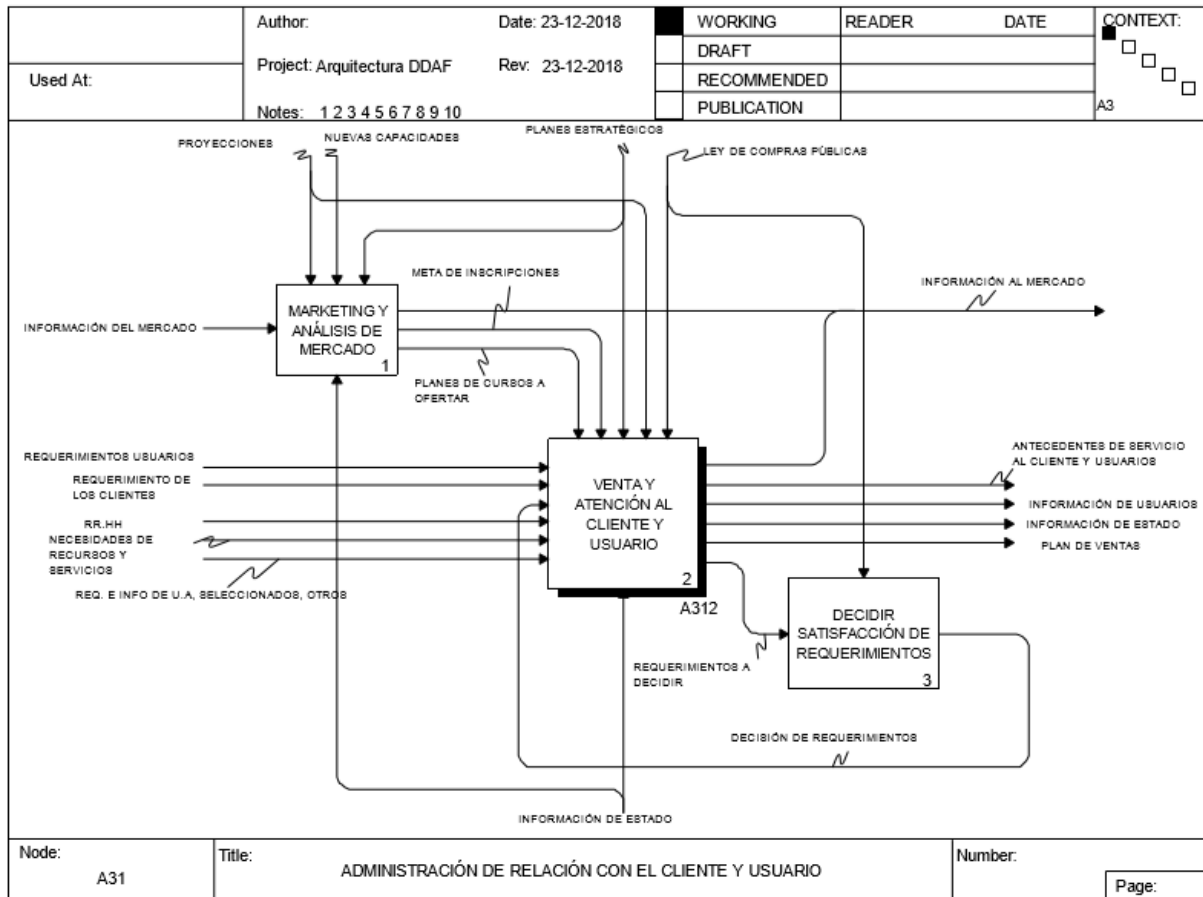 Used At:
Author:
Date: 23-12-2018
Project: Arquitectura DDAF
Rev: 23-12-2018
Notes: 1 2 3 4 5 6 7 8 9 10
WORKING
DRAFT
RECOMMENDED
PUBLICATION
READER
DATE
CONTEXT:
A3
PROYECCIONES
NUEVAS CAPACIDADES
PLANES ESTRATÉGICOS
LEY DE COMPRAS PÚBLICAS
META DE INSCRIPCIONES
INFORMACIÓN AL MERCADO
INFORMACIÓN DEL MERCADO
MARKETING Y
ANÁLISIS DE
MERCADO
1
PLANES DE CURSOS A
OFERTAR
REQUERIMIENTOS USUARIOS
REQUERIMIENTO DE
LOS CLIENTES
RR.HH
NECESIDADES DE
RECURSOS Y
SERVICIOS
REQ. E INFO DE U.A, SELECCIONADOS, OTROS
VENTA Y
ATENCIÓN AL
CLIENTE Y
USUARIO
2
A312
ANTECEDENTES DE SERVICIO
AL CLIENTE Y USUARIOS
INFORMACIÓN DE USUARIOS
INFORMACIÓN DE ESTADO
PLAN DE VENTAS
DECIDIR
SATISFACCIÓN DE
REQUERIMIENTOS
3
REQUERIMIENTOS A
DECIDIR
DECISIÓN DE REQUERIMIENTOS
INFORMACIÓN DE ESTADO
Node:
A31
Title:
ADMINISTRACIÓN DE RELACIÓN CON EL CLIENTE Y USUARIO
Number:
Page: